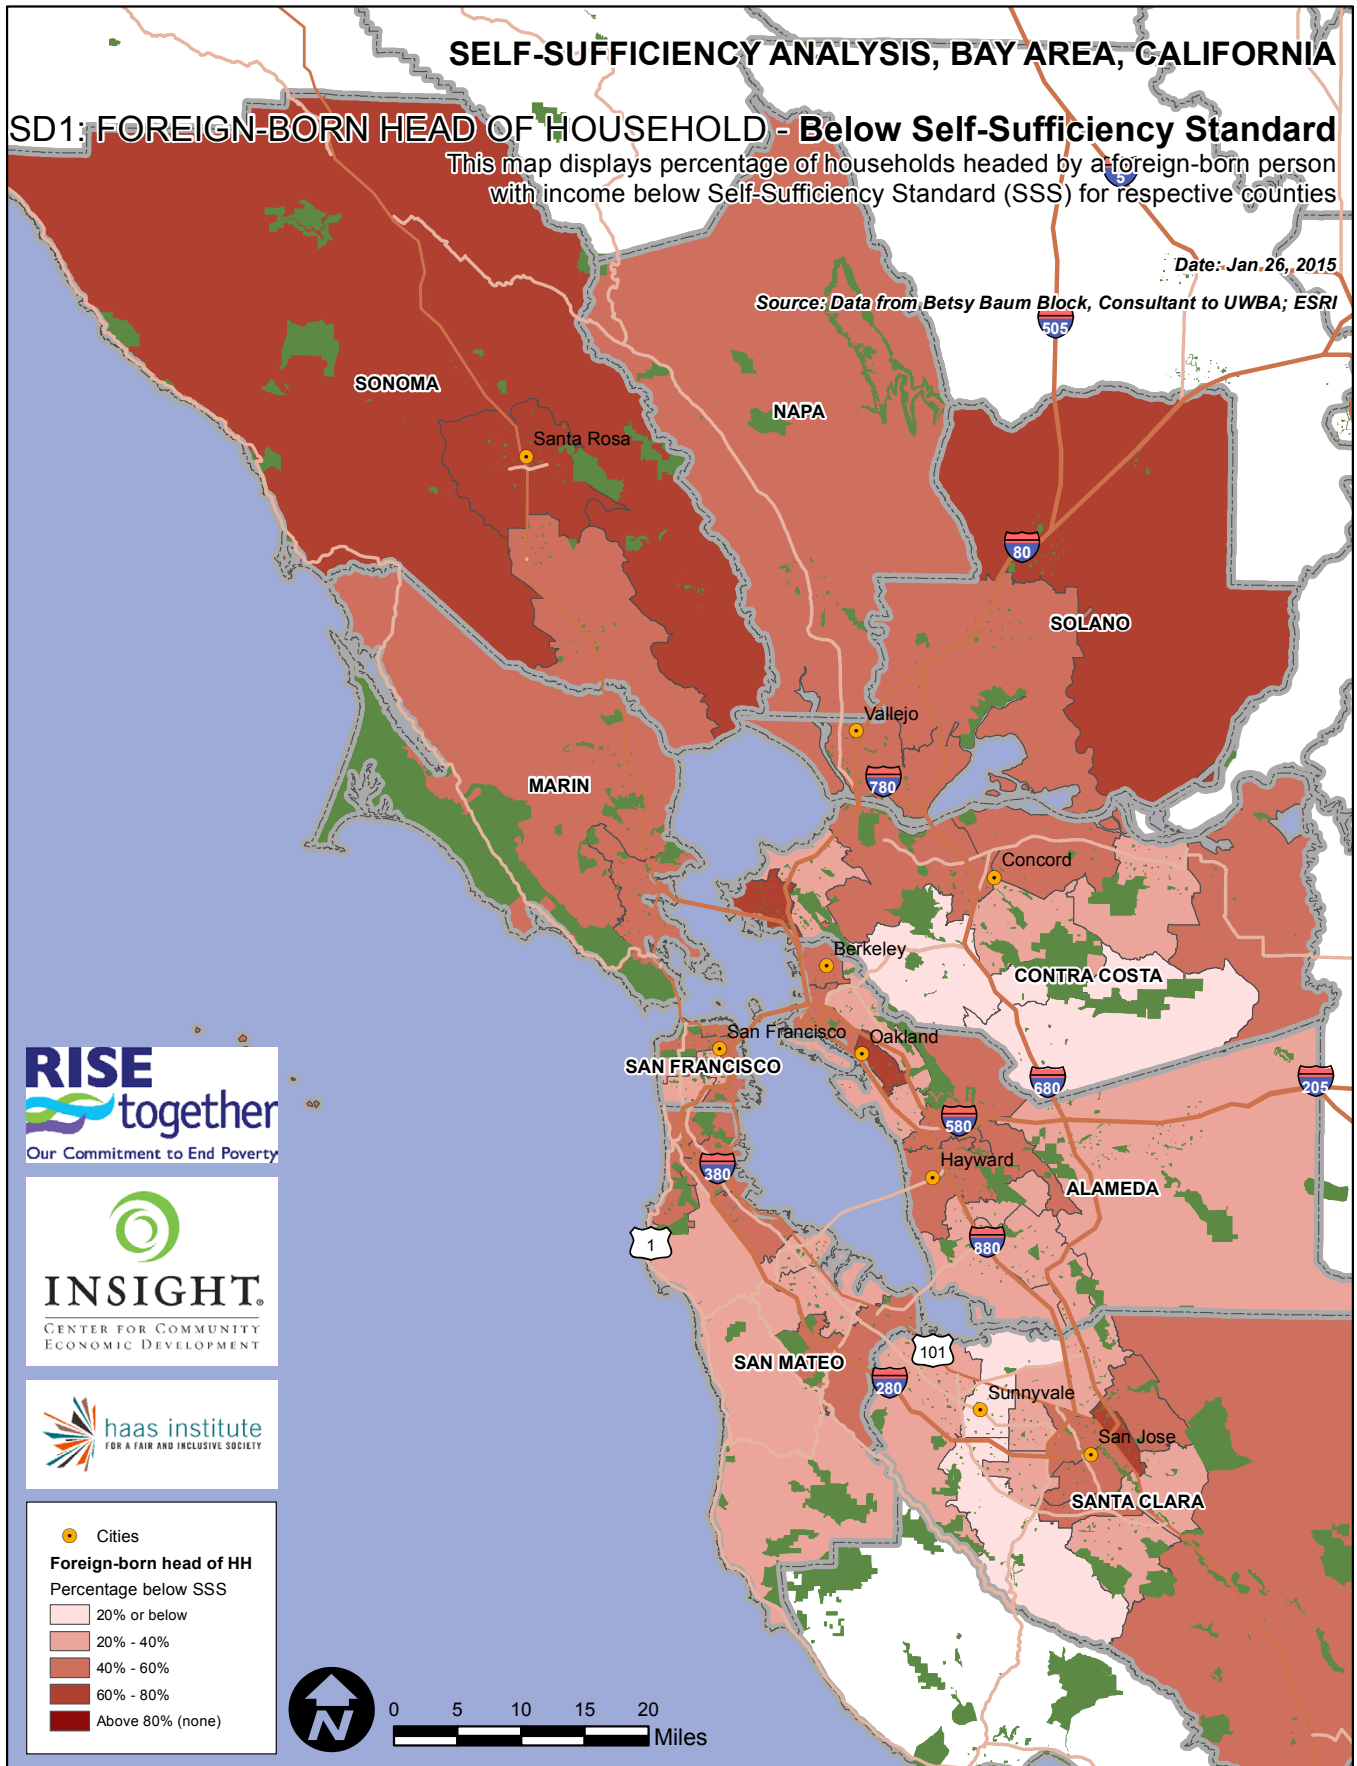 SELF-SUFFICIENCY ANALYSIS, BAY AREA, CALIFORNIA
SD1: FOREIGN-BORN HEAD OF HOUSEHOLD - Below Self-Sufficiency Standard
This map displays percentage of households headed by a foreign-born person
with income below Self-Sufficiency Standard (SSS) for respective counties
5
Date: Jan 26, 2015
Source: Data from Betsy Baum Block, Consultant to UWBA; ESRI
505
SONOMA
NAPA
Santa Rosa
80
SOLANO
Vallejo
MARIN
780
Concord
Berkeley
CONTRA COSTA
San Francisco
Oakland
SAN FRANCISCO
680
205
580
Hayward
380
ALAMEDA
1
880
SAN MATEO
101
280
Sunnyvale
San Jose
SANTA CLARA
RISE
together
Our Commitment to End Poverty
INSIGHT®
CENTER FOR COMMUNITY
ECONOMIC DEVELOPMENT
haas institute
FOR A FAIR AND INCLUSIVE SOCIETY
Cities
Foreign-born head of HH
Percentage below SSS
20% or below
20% - 40%
40% - 60%
60% - 80%
Above 80% (none)
N
0 5 10 15 20
Miles